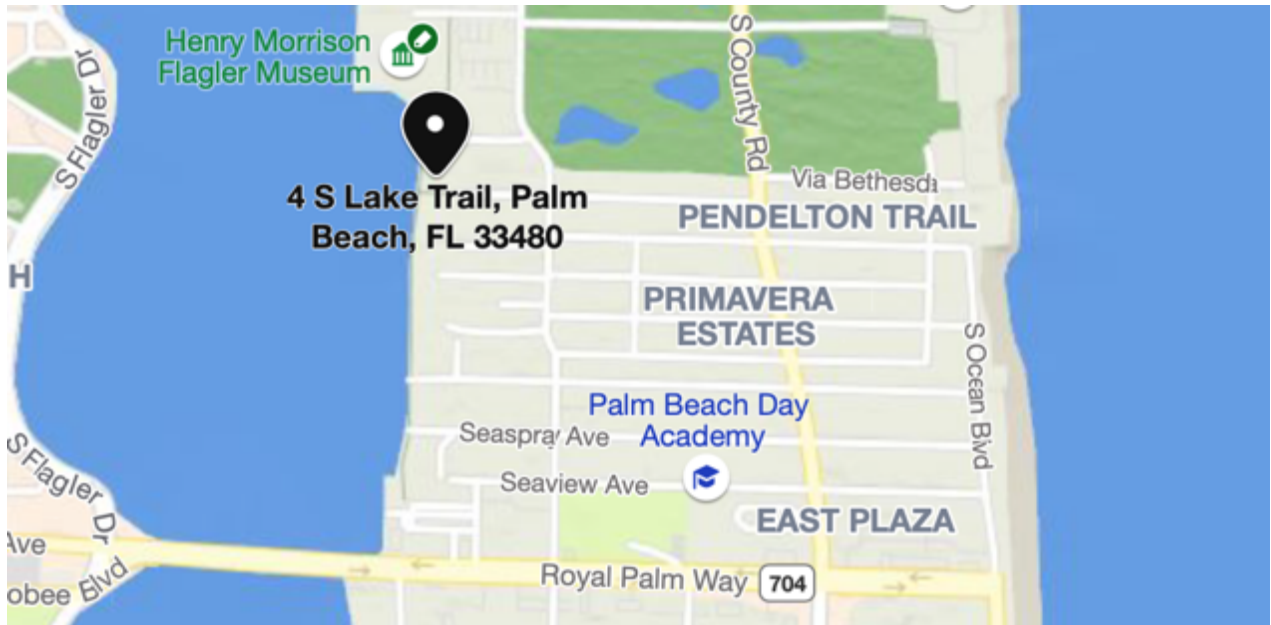 Henry Morrison
Flagler Museum
S Flagler Dr
S County Rd
4 S Lake Trail, Palm
Beach, FL 33480
Via Bethesda
PENDELTON TRAIL
H
PRIMAVERA
ESTATES
S Ocean Blvd
Palm Beach Day
Academy
Seaspray Ave
Seaview Ave
S Flagler Dr
EAST PLAZA
Ave
obee Blvd
Royal Palm Way
704